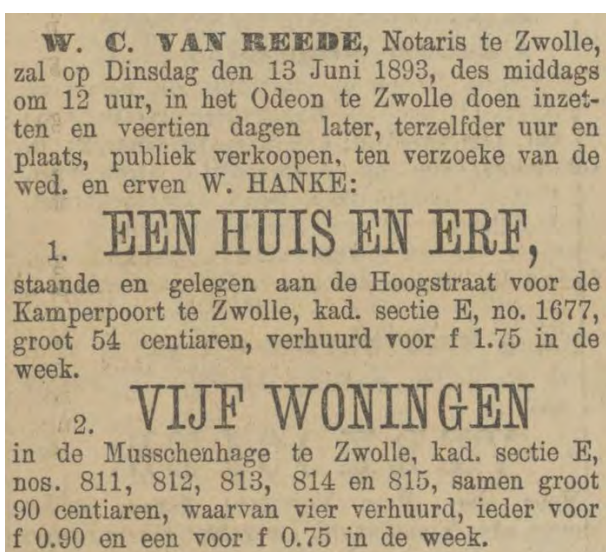 W. C. VAN REEDE, Notaris te Zwolle,
zal op Dinsdag den 13 Juni 1893, des middags
om 12 uur, in het Odeon te Zwolle doen inzet-
ten en veertien dagen later, terzelfder uur en
plaats, publiek verkoopen, ten verzoeke van de
wed. en erven W. HANKE:
1. EEN HUIS EN ERF,
staande en gelegen aan de Hoogstraat voor de
Kamperpoort te Zwolle, kad. sectie E, no. 1677,
groot 54 centiaren, verhuurd voor f 1.75 in de
week.
2. VIJF WONINGEN
in de Musschenhage te Zwolle, kad. sectie E,
nos. 811, 812, 813, 814 en 815, samen groot
90 centiaren, waarvan vier verhuurd, ieder voor
f 0.90 en een voor f 0.75 in de week.